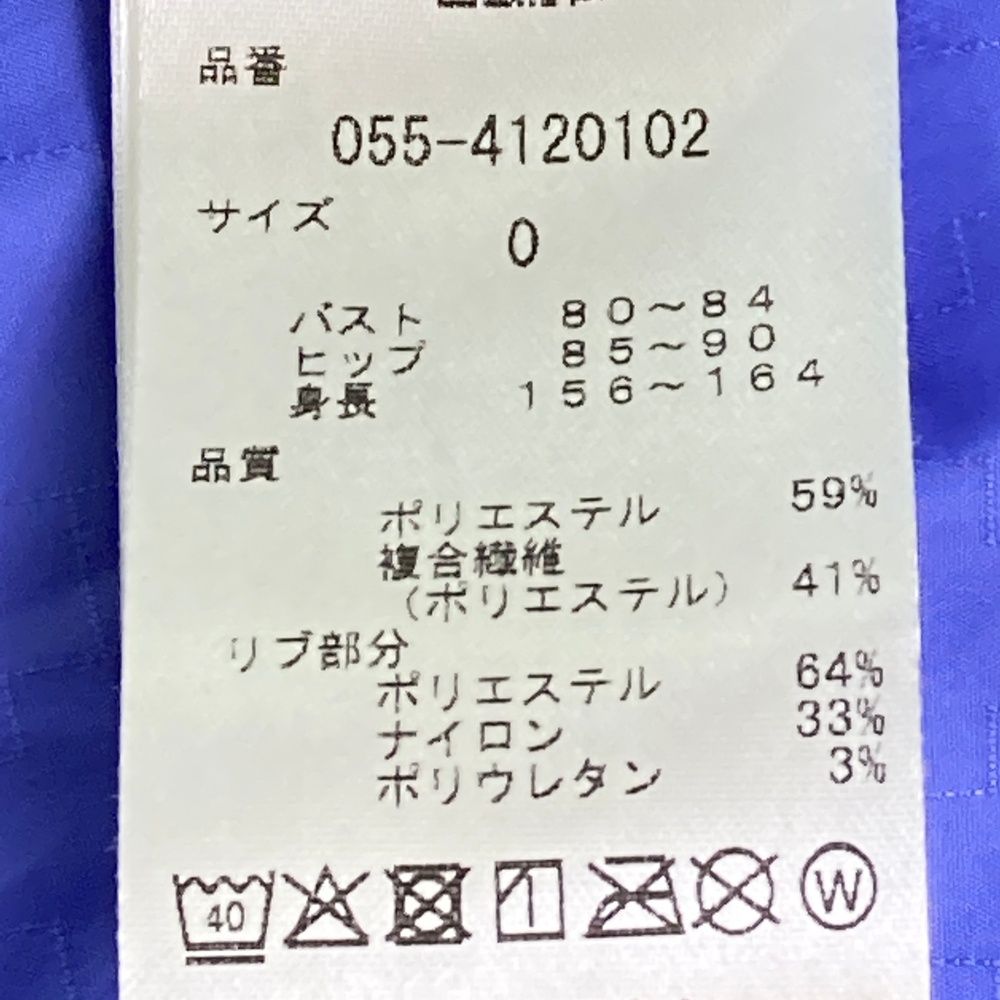 品番
055-4120102
サイズ
0
バスト 80～84
ヒップ 85～90
身長 156～164
品質
ポリエステル 59%
複合繊維
(ポリエステル) 41%
リブ部分
ポリエステル 64%
ナイロン 33%
ポリウレタン 3%
40 W